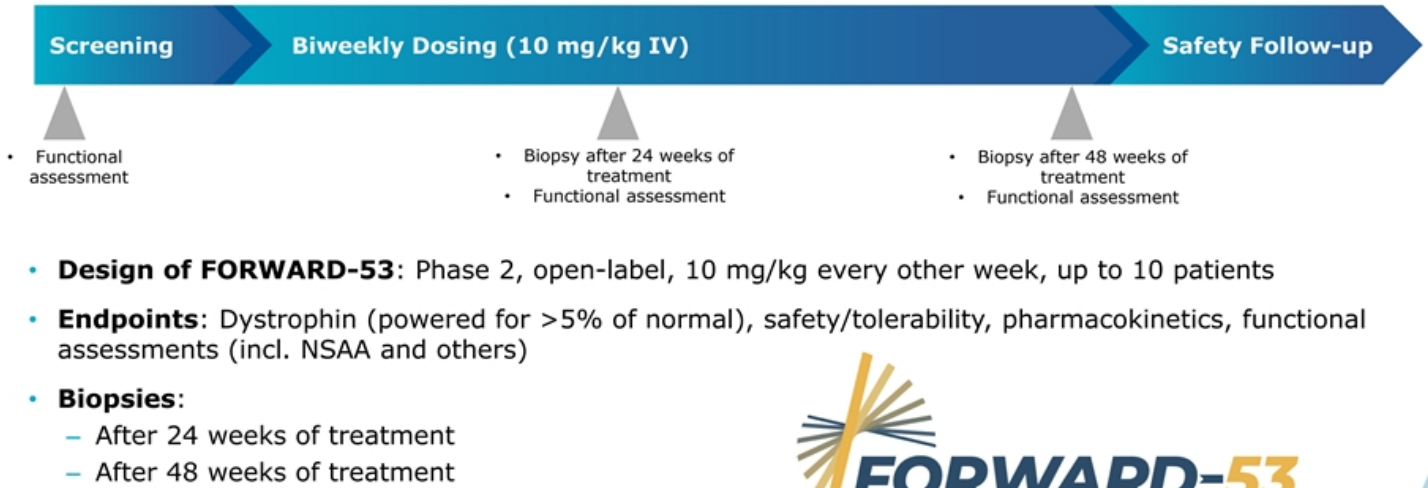 Screening
Biweekly Dosing (10 mg/kg IV)
Safety Follow-up
• Functional
assessment
• Biopsy after 24 weeks of
treatment
• Functional assessment
• Biopsy after 48 weeks of
treatment
• Functional assessment
• Design of FORWARD-53: Phase 2, open-label, 10 mg/kg every other week, up to 10 patients
• Endpoints: Dystrophin (powered for >5% of normal), safety/tolerability, pharmacokinetics, functional
assessments (incl. NSAA and others)
• Biopsies:
– After 24 weeks of treatment
– After 48 weeks of treatment
FORWARD-53